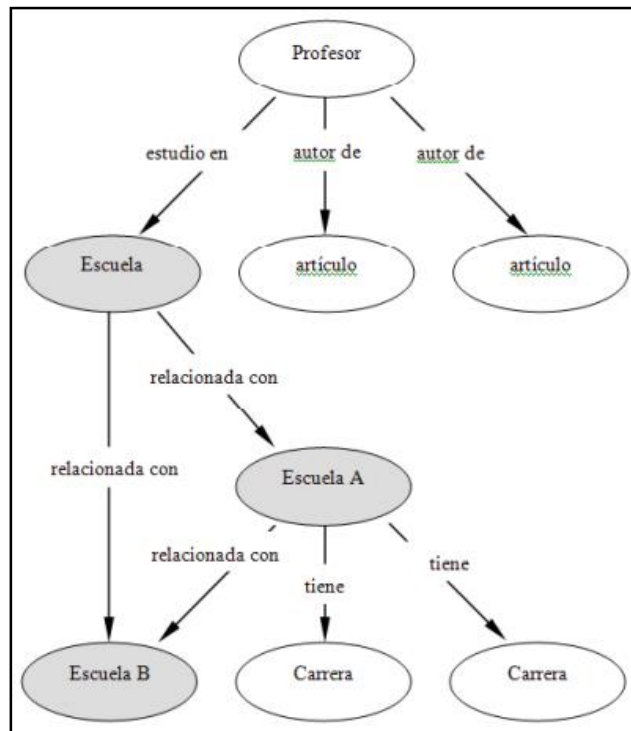 Profesor
estudio en
autor de
autor de
Escuela
artículo
artículo
relacionada con
relacionada con
Escuela A
relacionada con
tiene
tiene
Escuela B
Carrera
Carrera